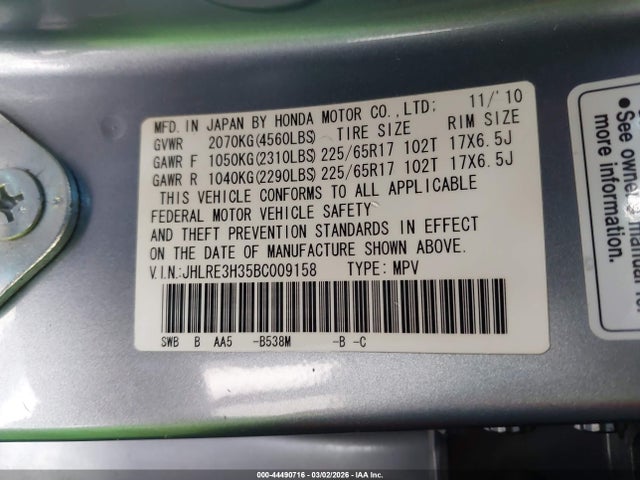 MFD. IN JAPAN BY HONDA MOTOR CO.,LTD: 11/'10
GVWR 2070KG(4560LBS) TIRE SIZE RIM SIZE
GAWR F 1050KG(2310LBS) 225/65R17 102T 17X6.5J
GAWR R 1040KG(2290LBS) 225/65R17 102T 17X6.5J
THIS VEHICLE CONFORMS TO ALL APPLICABLE
FEDERAL MOTOR VEHICLE SAFETY
AND THEFT PREVENTION STANDARDS IN EFFECT
ON THE DATE OF MANUFACTURE SHOWN ABOVE.
V.I.N:JHLRE3H35BC009158 TYPE: MPV
SWB B AA5 -B538M -B -C
• See owner's manual for
more information.
000-44490716 - 03/02/2026 - IAA Inc.